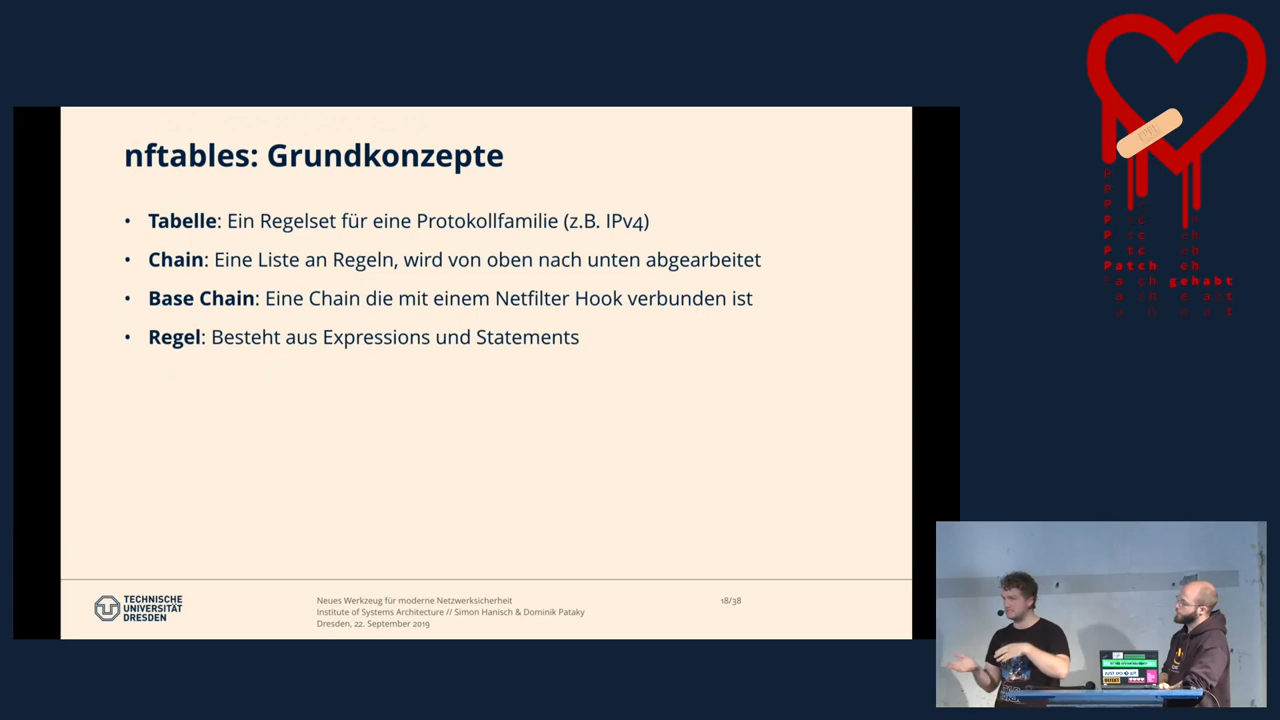 nftables: Grundkonzepte
• Tabelle: Ein Regelset für eine Protokollfamilie (z.B. IPv4)
• Chain: Eine Liste an Regeln, wird von oben nach unten abgearbeitet
• Base Chain: Eine Chain die mit einem Netfilter Hook verbunden ist
• Regel: Besteht aus Expressions und Statements
TECHNISCHE
UNIVERSITÄT
DRESDEN
Neues Werkzeug für moderne Netzwerksicherheit
Institute of Systems Architecture // Simon Hanisch & Dominik Pataky
Dresden, 22. September 2019
18/38
Patch
gehabt